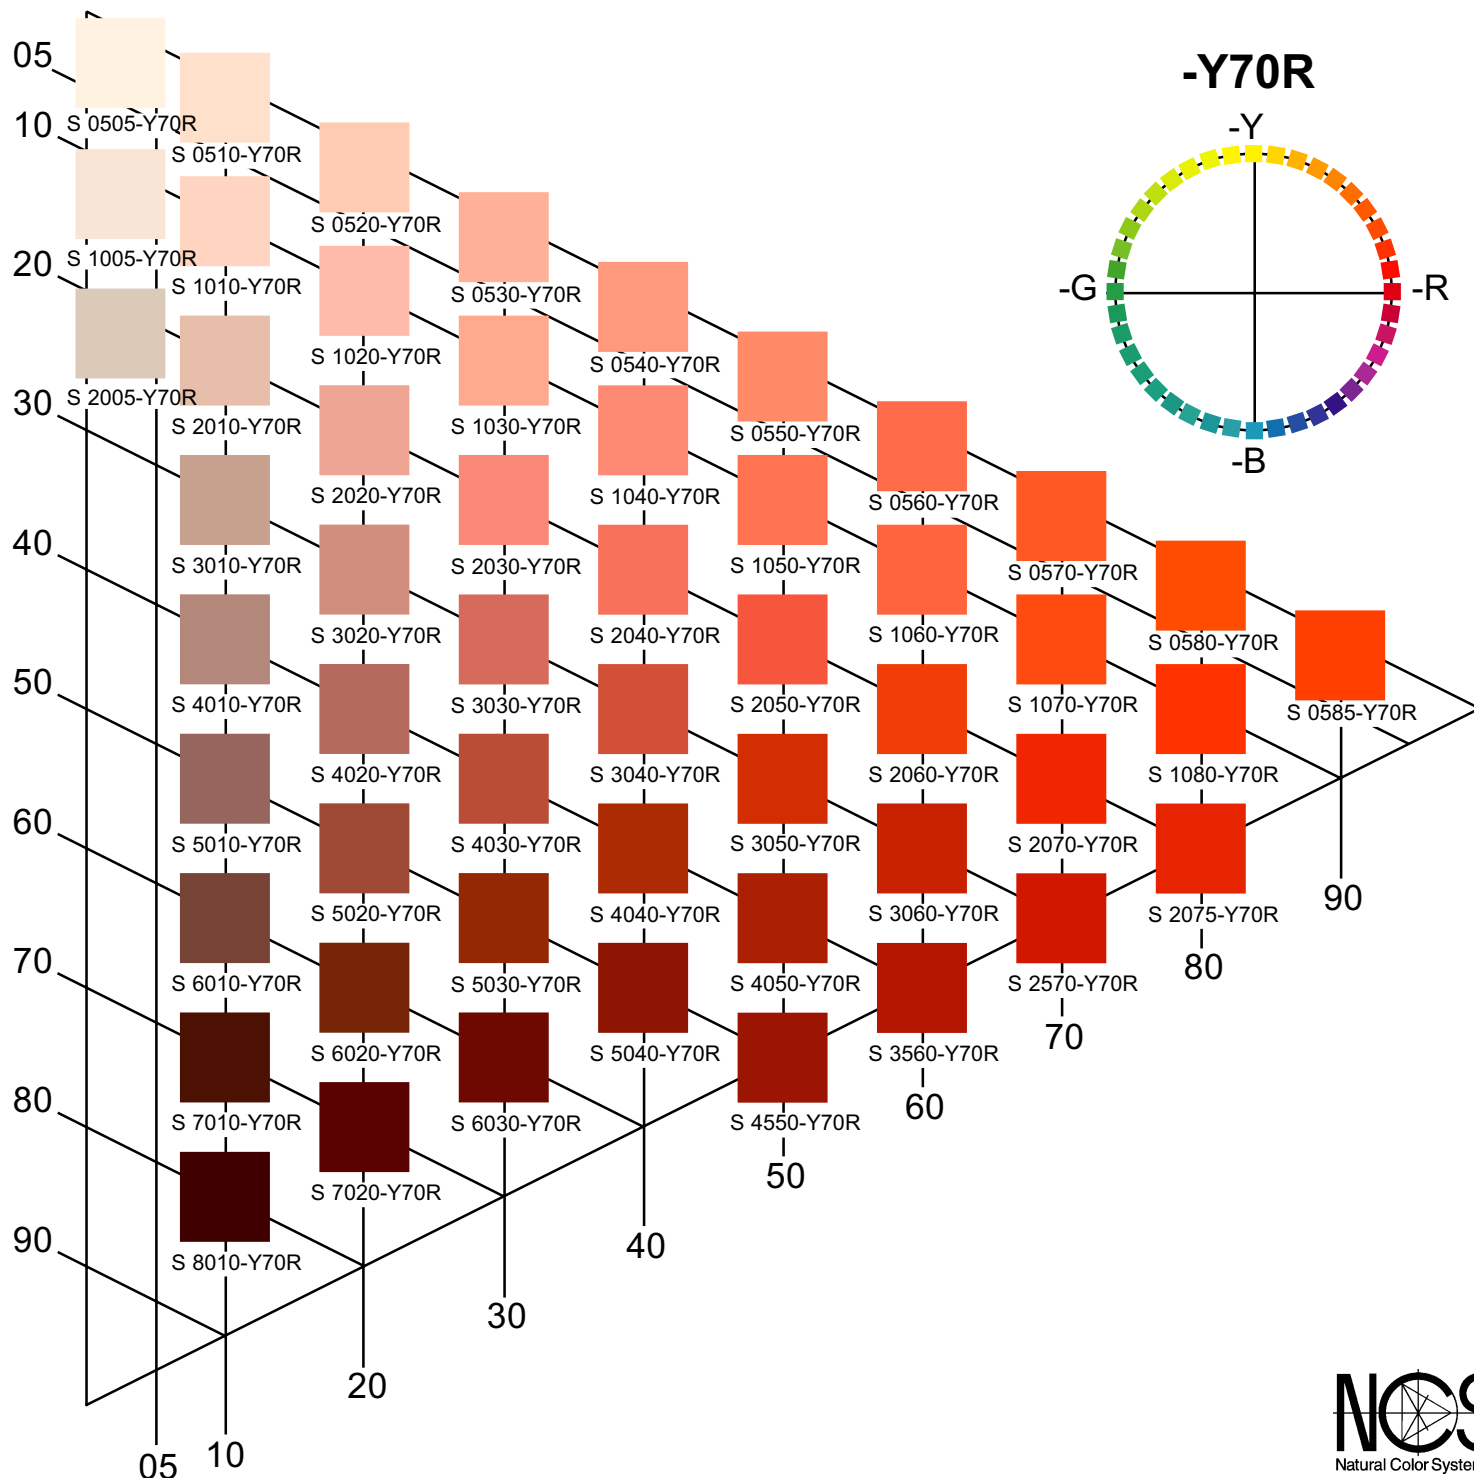 -Y70R
-Y
-G
-R
-B
05
10
20
30
40
50
60
70
80
90
S 0505-Y70R
S 0510-Y70R
S 0520-Y70R
S 1005-Y70R
S 1010-Y70R
S 0530-Y70R
S 1020-Y70R
S 0540-Y70R
S 2005-Y70R
S 2010-Y70R
S 1030-Y70R
S 0550-Y70R
S 2020-Y70R
S 1040-Y70R
S 0560-Y70R
S 3010-Y70R
S 2030-Y70R
S 1050-Y70R
S 0570-Y70R
S 3020-Y70R
S 2040-Y70R
S 1060-Y70R
S 0580-Y70R
S 4010-Y70R
S 3030-Y70R
S 2050-Y70R
S 1070-Y70R
S 0585-Y70R
S 4020-Y70R
S 3040-Y70R
S 2060-Y70R
S 1080-Y70R
S 5010-Y70R
S 4030-Y70R
S 3050-Y70R
S 2070-Y70R
S 5020-Y70R
S 4040-Y70R
S 3060-Y70R
S 2075-Y70R
S 6010-Y70R
S 5030-Y70R
S 4050-Y70R
S 2570-Y70R
S 6020-Y70R
S 5040-Y70R
S 3560-Y70R
S 7010-Y70R
S 6030-Y70R
S 4550-Y70R
S 7020-Y70R
S 8010-Y70R
90
80
70
60
50
40
30
20
10
05
NCS
Natural Color System